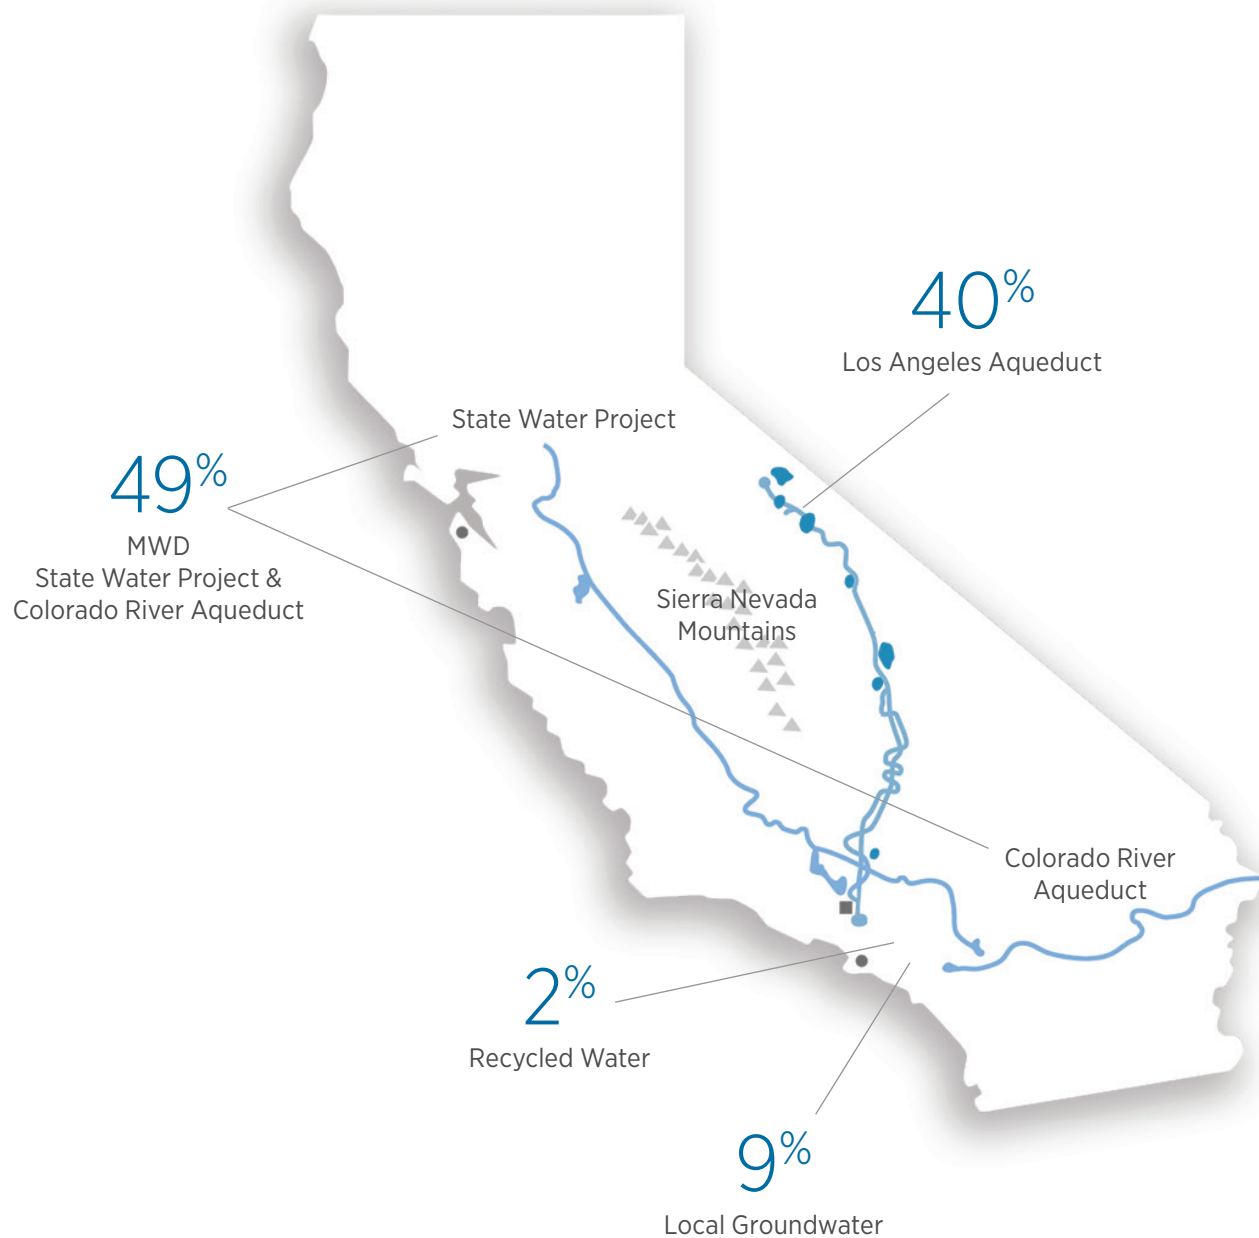 40%
Los Angeles Aqueduct
State Water Project
49%
MWD
State Water Project &
Colorado River Aqueduct
Sierra Nevada
Mountains
Colorado River
Aqueduct
2%
Recycled Water
9%
Local Groundwater